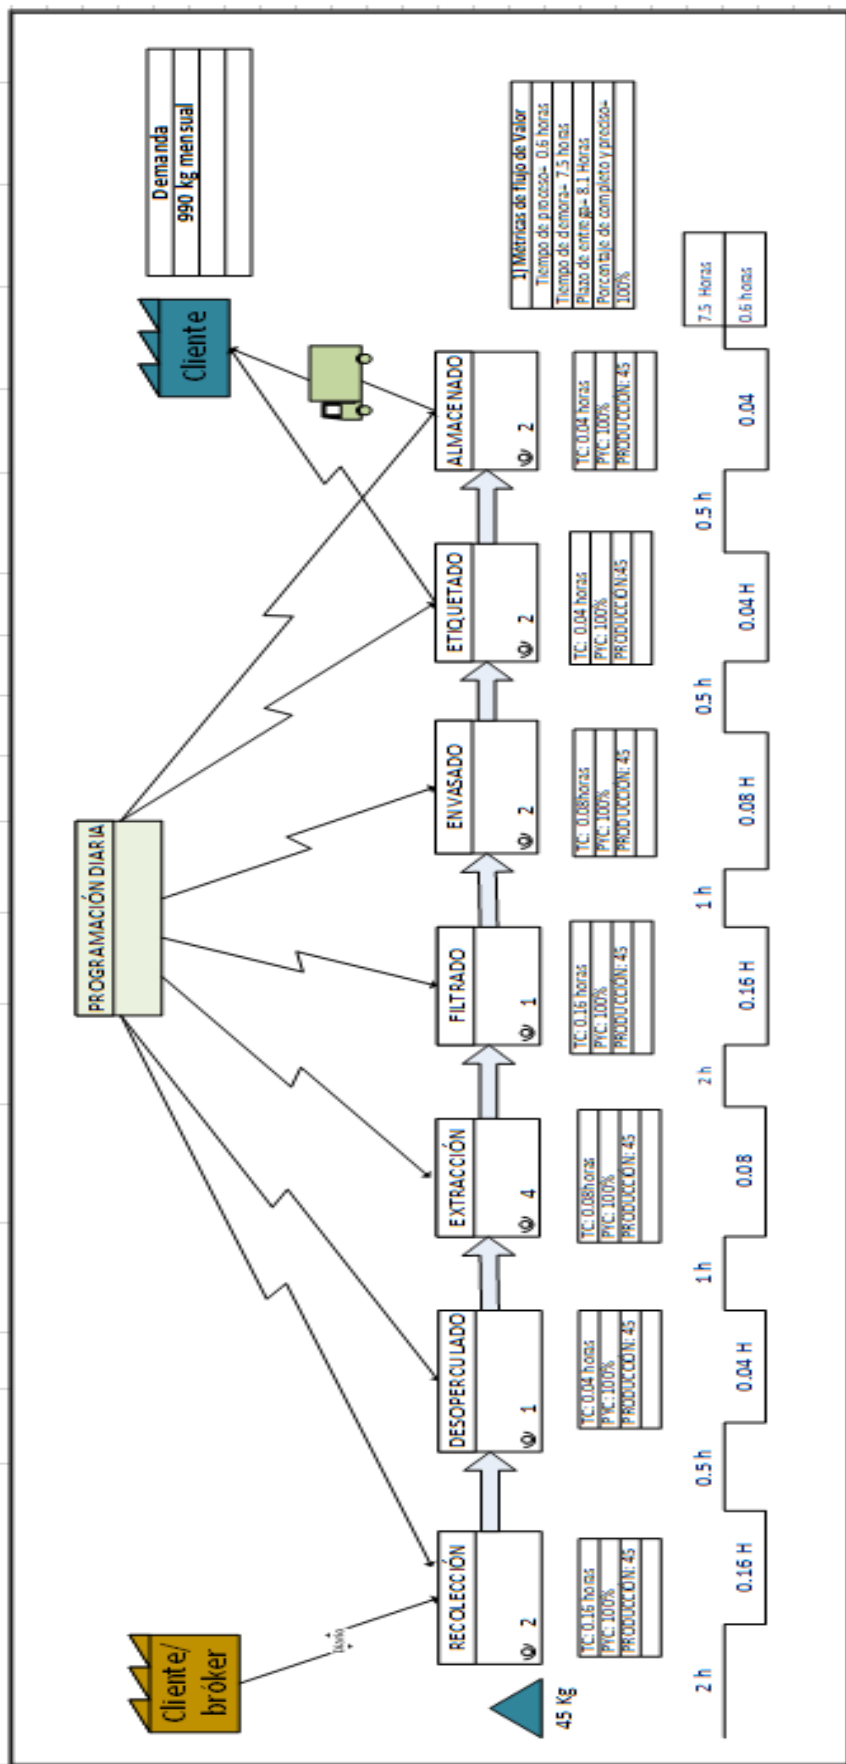 Demanda
990 kg mensual
PROGRAMACIÓN DIARIA
Cliente/
bróker
Cliente
Diario
45 Kg
RECOLECCIÓN
2
DESOPERCULADO
1
EXTRACCIÓN
4
FILTRADO
1
ENVASADO
2
ETIQUETADO
2
ALMACENADO
2
TC: 0.16 horas
PYC: 100%
PRODUCCIÓN: 45
TC: 0.04 horas
PYC: 100%
PRODUCCIÓN: 45
TC: 0.08horas
PYC: 100%
PRODUCCIÓN: 45
TC: 0.16 horas
PYC: 100%
PRODUCCIÓN: 45
TC: 0.08horas
PYC: 100%
PRODUCCIÓN: 45
TC: 0.04 horas
PYC: 100%
PRODUCCIÓN:45
TC: 0.04 horas
PYC: 100%
PRODUCCIÓN: 45
1) Métricas de flujo de Valor
Tiempo de proceso= 0.6 horas
Tiempo de demora= 7.5 horas
Plazo de entrega= 8.1 Horas
Porcentaje de completo y preciso=
100%
2 h
0.16 H
0.5 h
0.04 H
1 h
0.08
2 h
0.16 H
1 h
0.08 H
0.5 h
0.04 H
0.5 h
0.04
7.5 Horas
0.6 horas